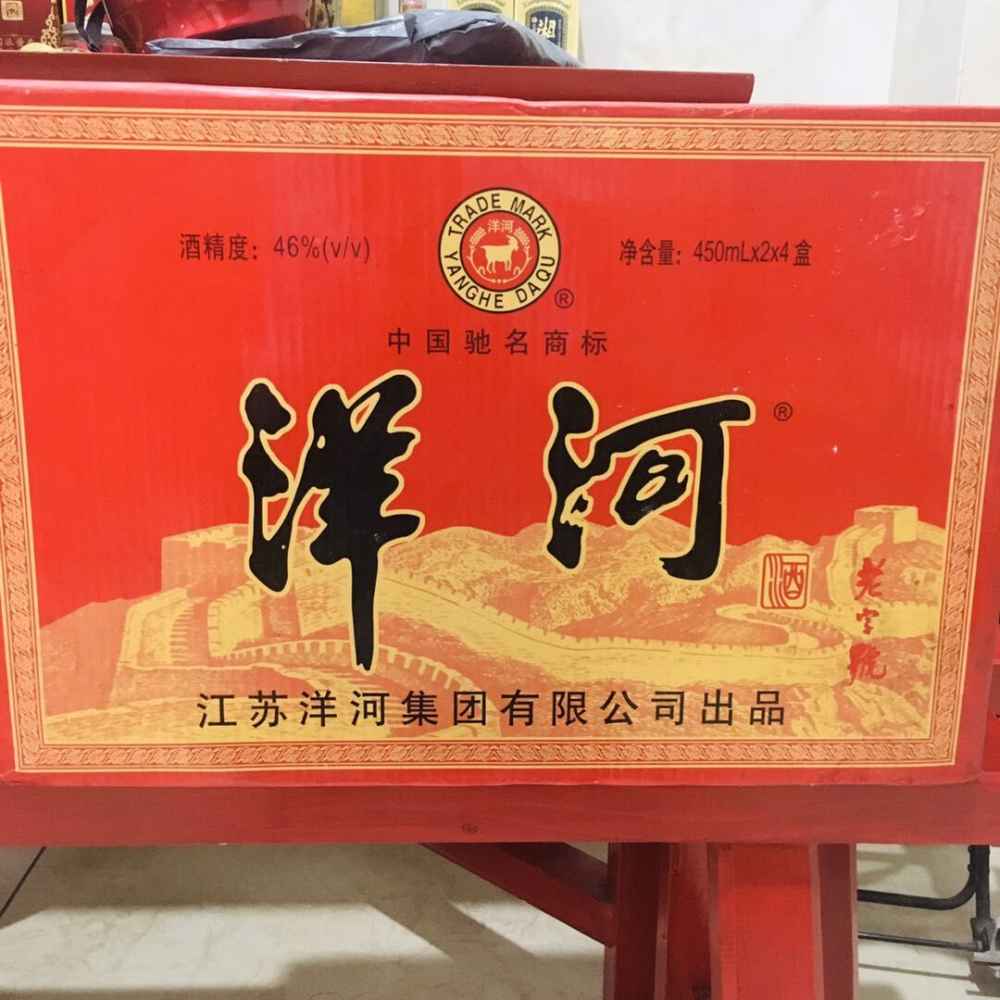 湘
酒精度：46%(v/v)
TRADE MARK
洋河
YANGHE DAQU
®
净含量：450mLx2x4盒
中国驰名商标
洋河®
酒
老字號
江苏洋河集团有限公司出品